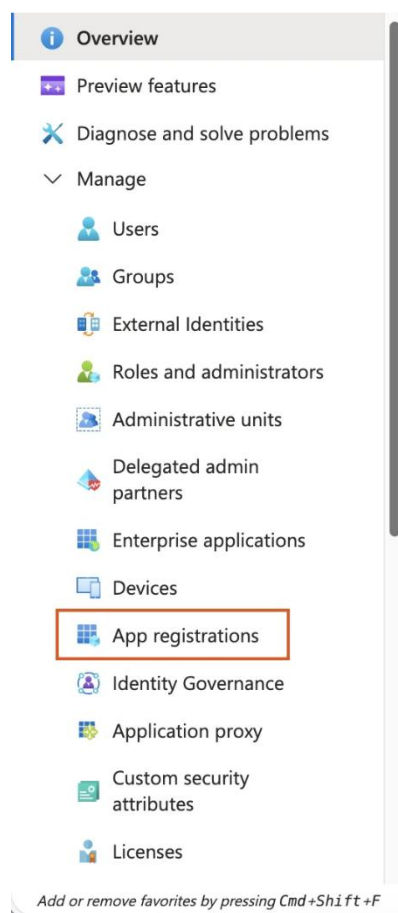 Overview
Preview features
Diagnose and solve problems
Manage
Users
Groups
External Identities
Roles and administrators
Administrative units
Delegated admin
partners
Enterprise applications
Devices
App registrations
Identity Governance
Application proxy
Custom security
attributes
Licenses
Add or remove favorites by pressing Cmd+Shift+F